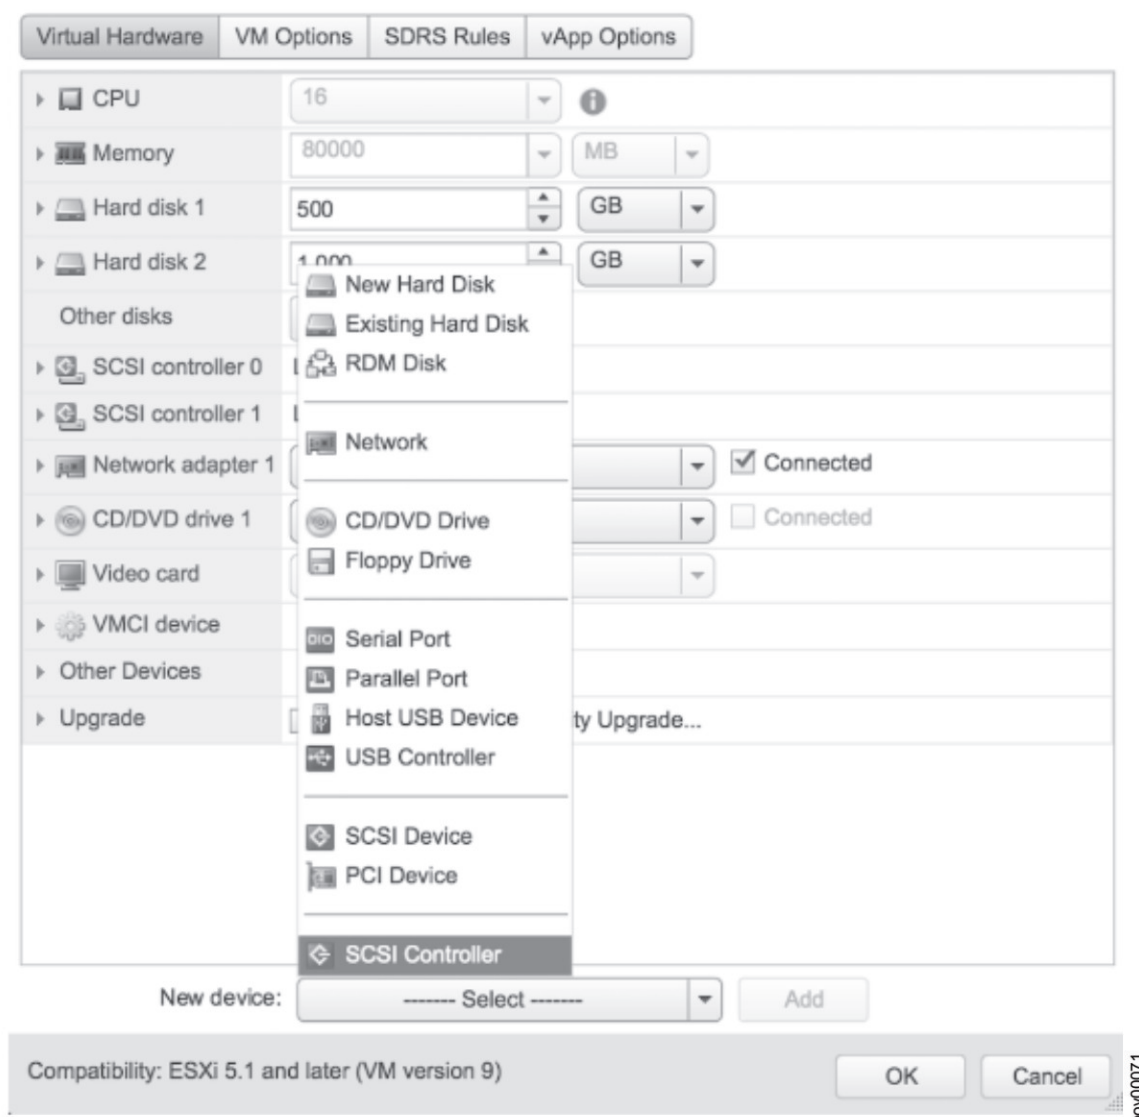 Virtual Hardware VM Options SDRS Rules vApp Options
CPU 16
Memory 80000 MB
Hard disk 1 500 GB
Hard disk 2 1,000 GB
New Hard Disk
Other disks Existing Hard Disk
SCSI controller 0 RDM Disk
SCSI controller 1
Network
Network adapter 1 Connected
CD/DVD drive 1 CD/DVD Drive Connected
Floppy Drive
Video card
VMCI device Serial Port
Other Devices Parallel Port
Upgrade Host USB Device ty Upgrade...
USB Controller
SCSI Device
PCI Device
SCSI Controller
New device: ------- Select ------- Add
Compatibility: ESXi 5.1 and later (VM version 9) OK Cancel